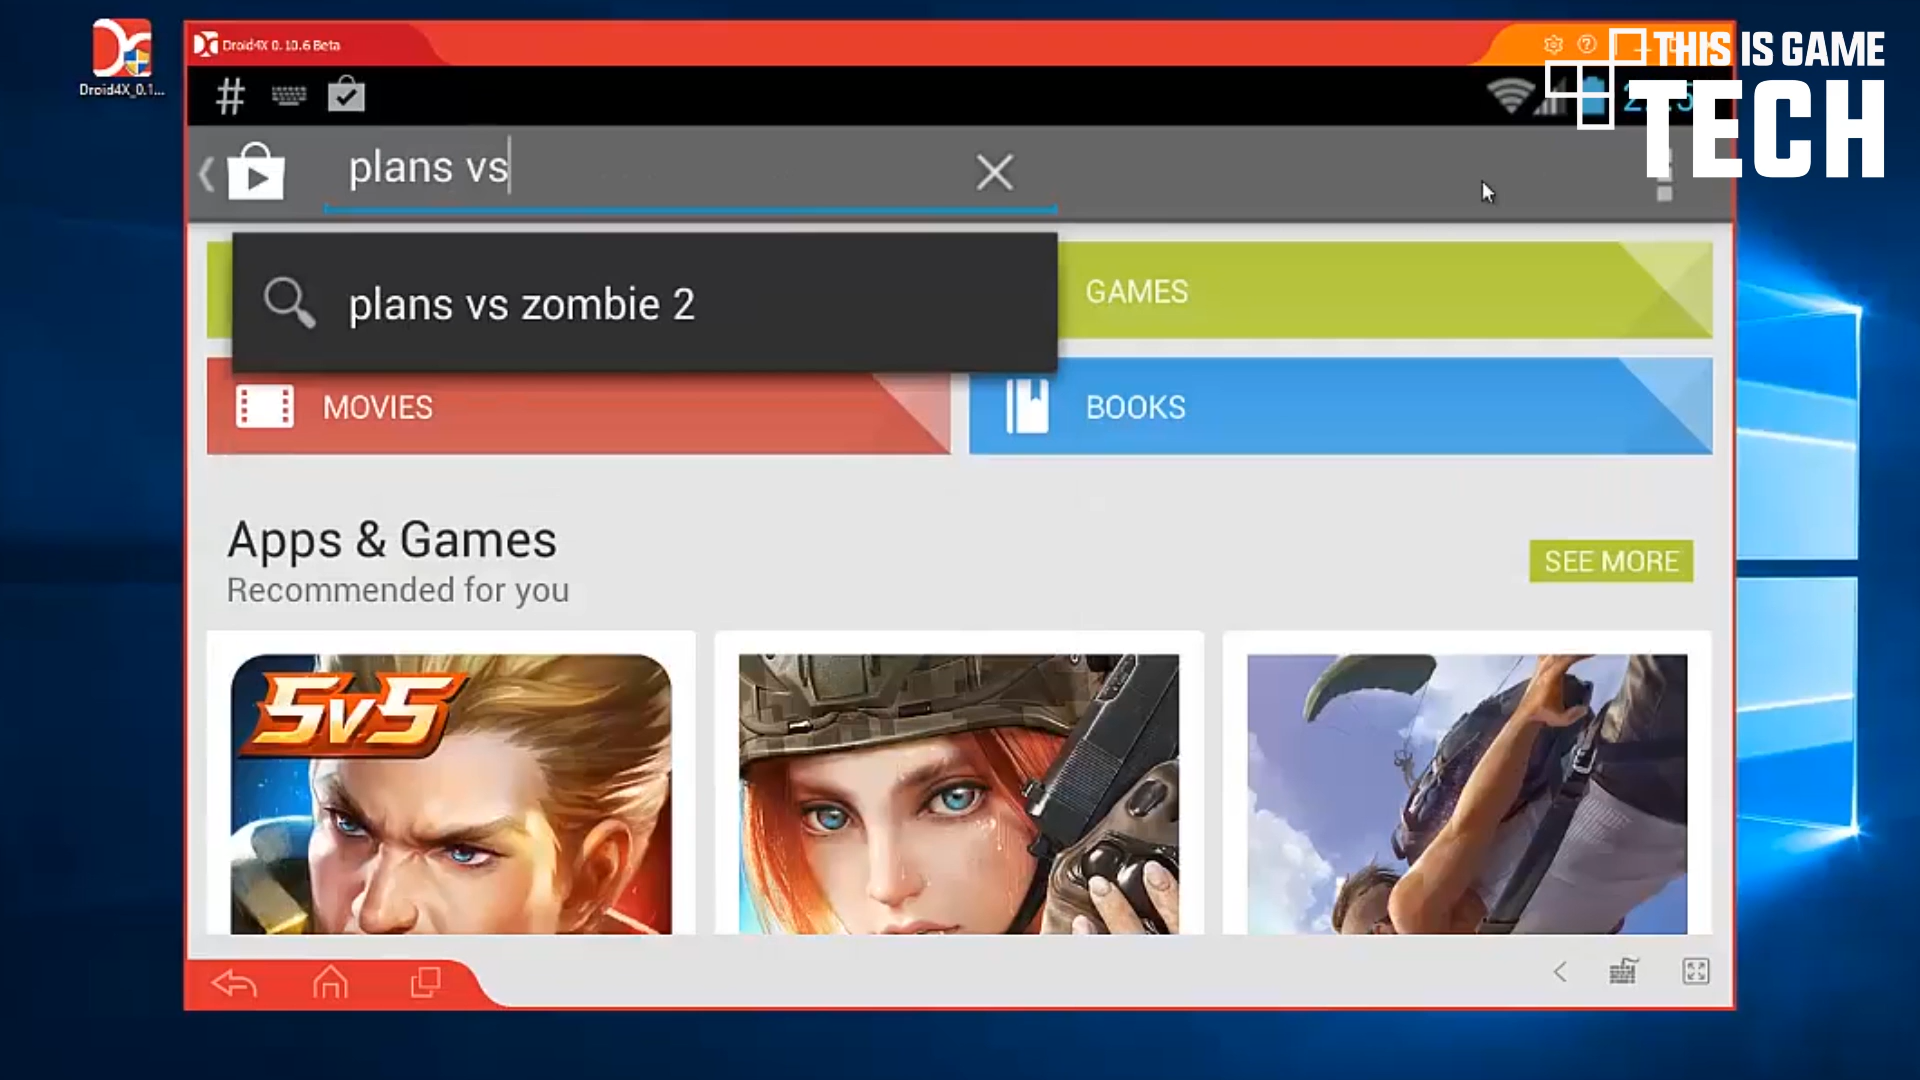 Droid4X 0.10.6 Beta
THIS IS GAME
TECH
Droid4X_0.1...
plans vs
plans vs zombie 2
GAMES
MOVIES
BOOKS
Apps & Games
Recommended for you
SEE MORE
5v5